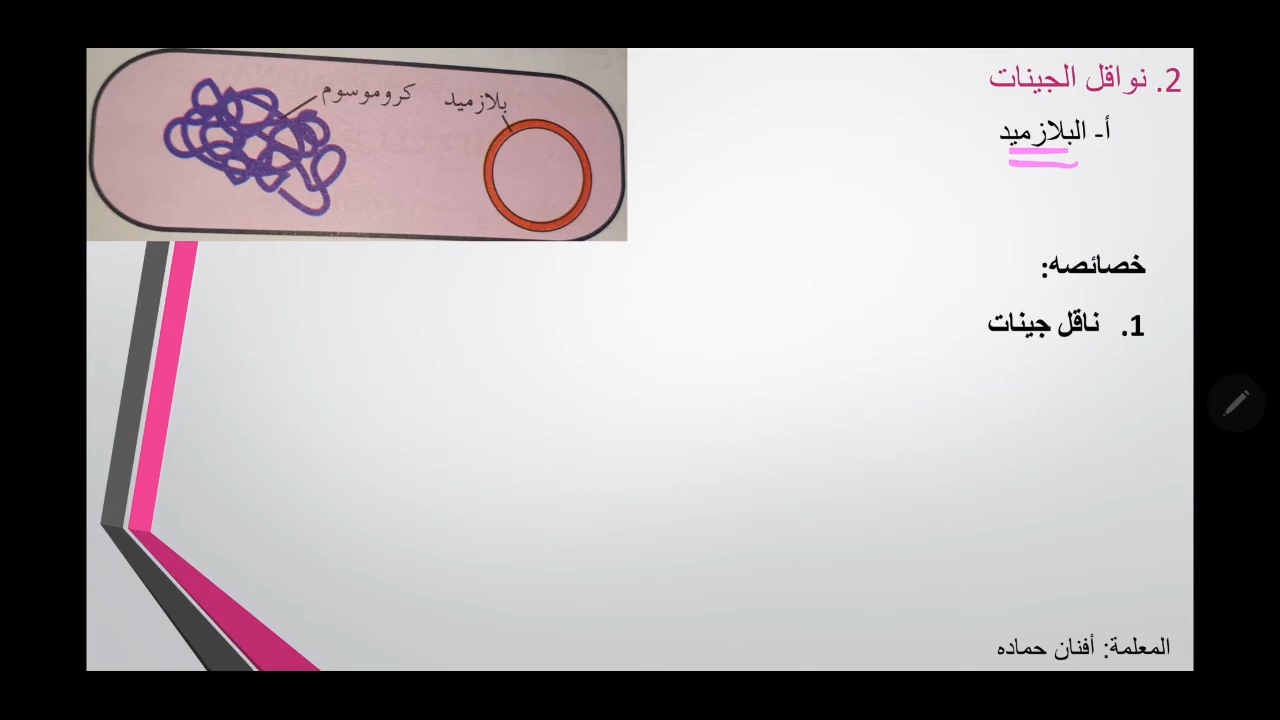 2. نواقل الجينات
أ- البلازميد
كروموسوم
بلازميد
خصائصه:
1. ناقل جينات
المعلمة: أفنان حماده